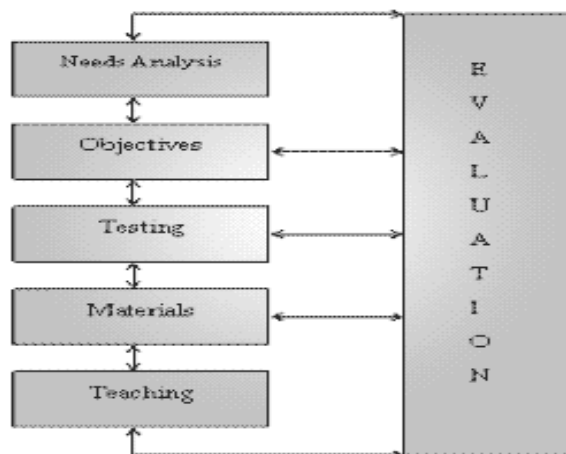 Needs Analysis
Objectives
Testing
Materials
Teaching
E
V
A
L
U
A
T
I
O
N